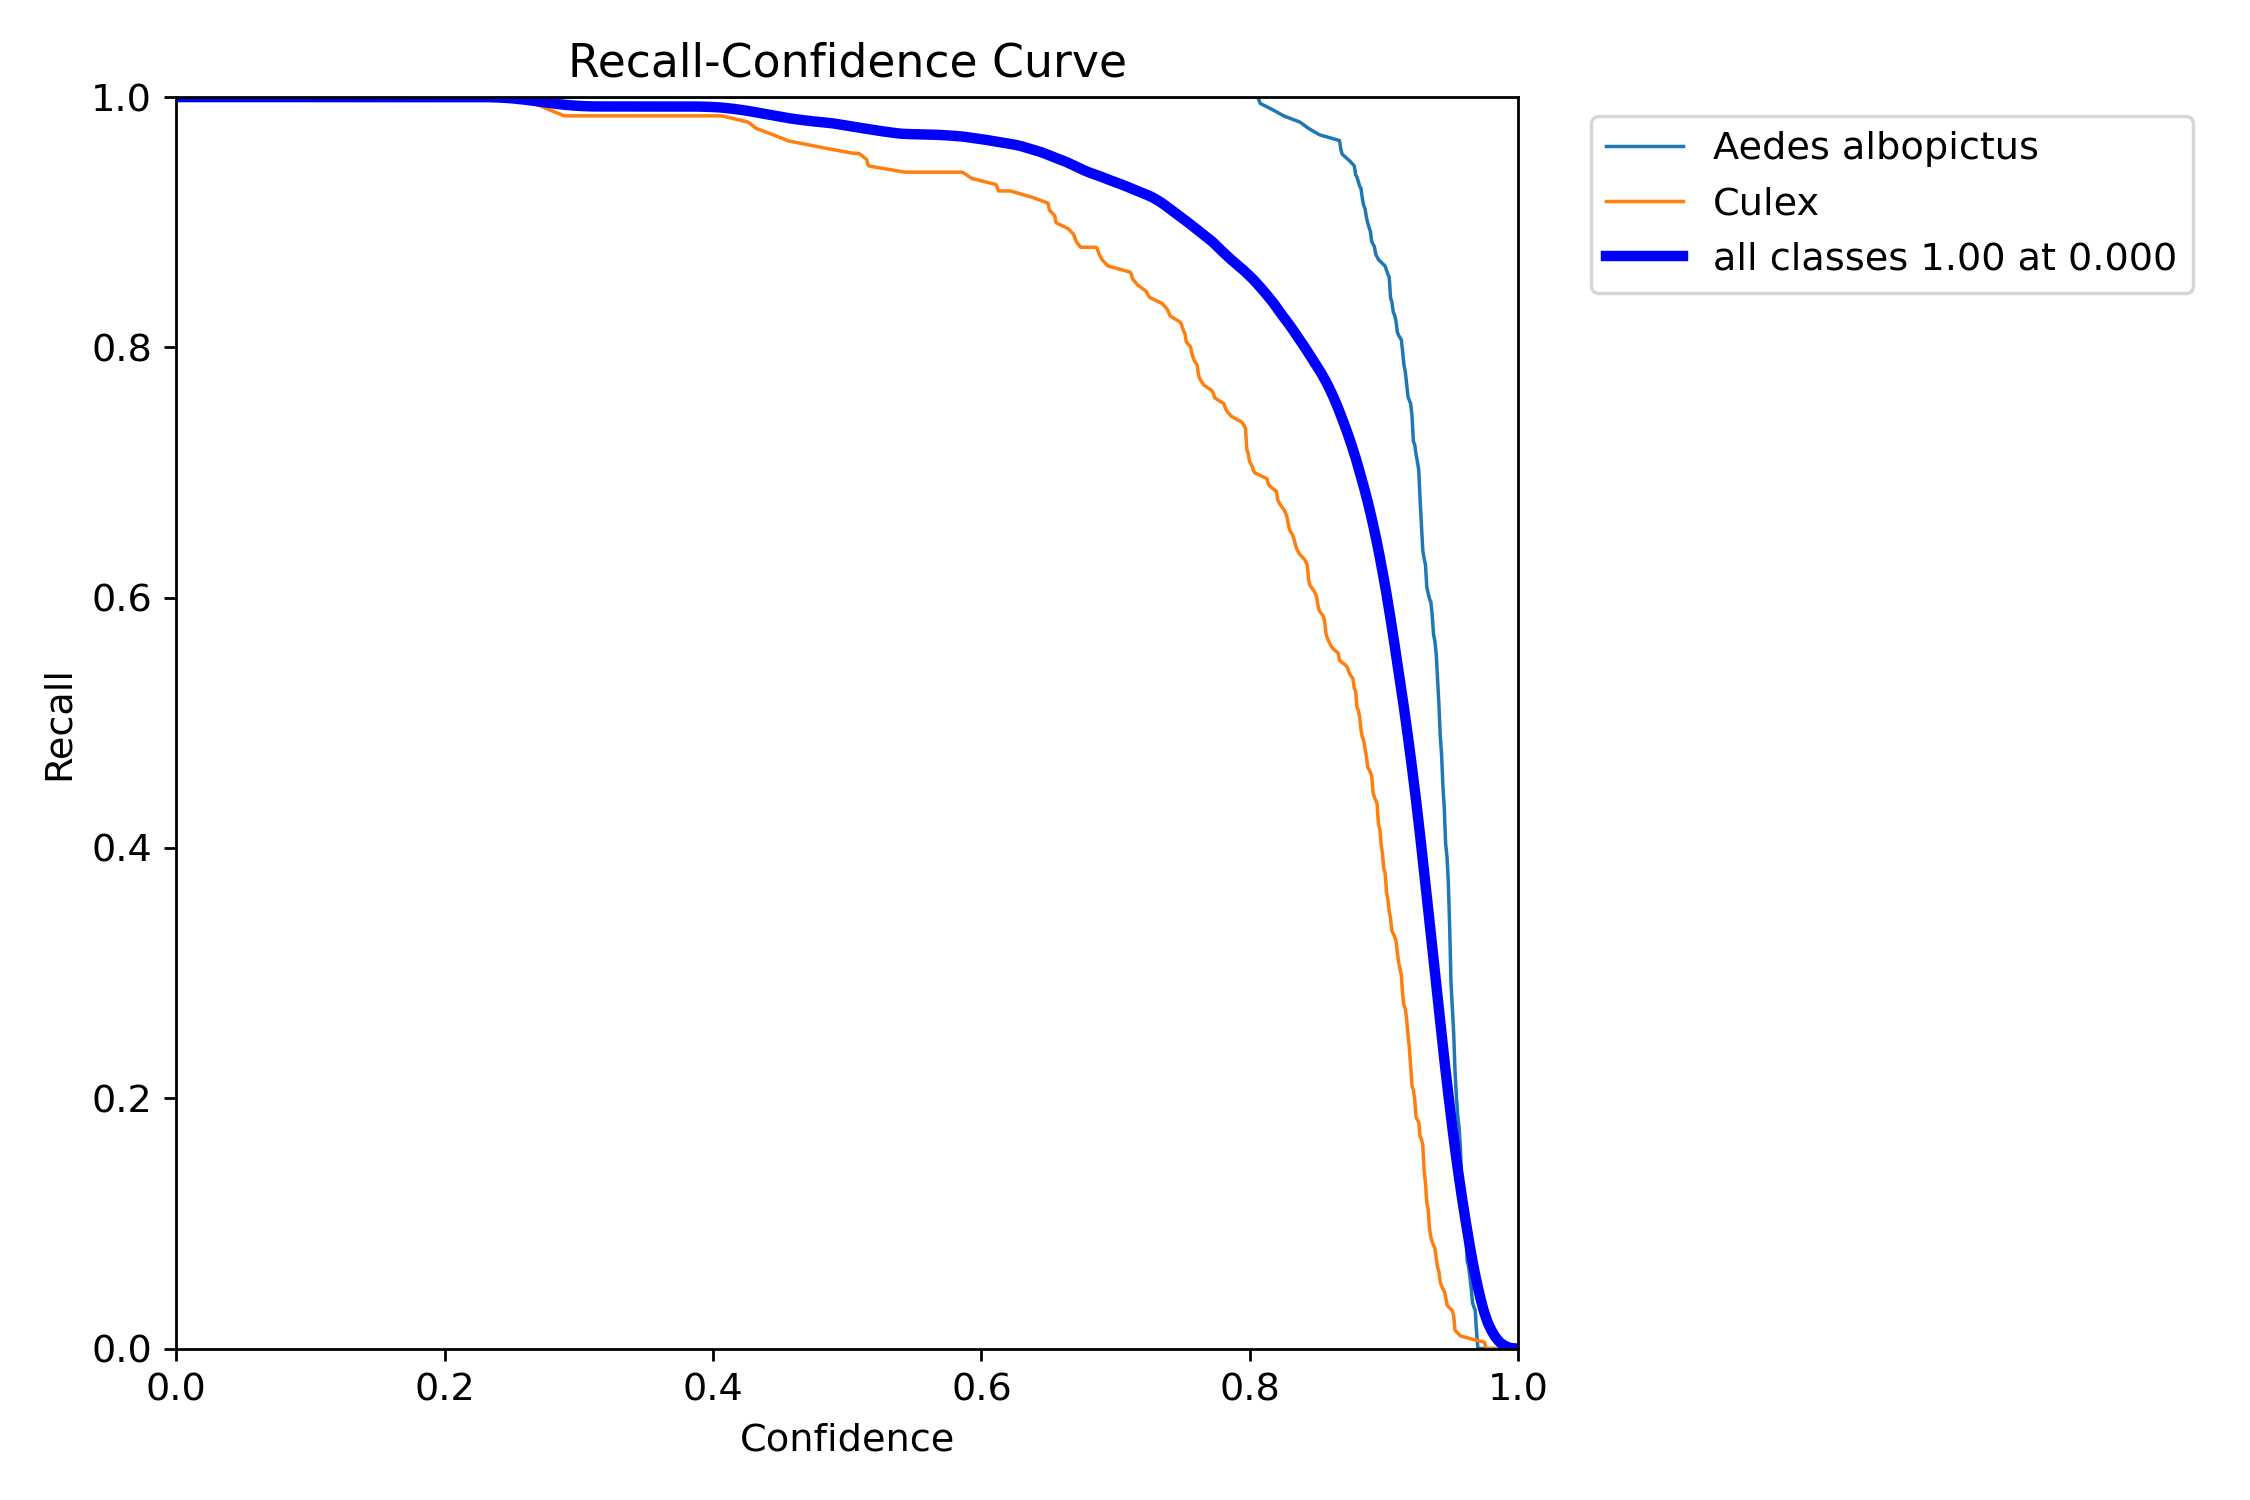 Recall-Confidence Curve
1.0
0.8
0.6
0.4
0.2
0.0
Recall
0.0 0.2 0.4 0.6 0.8 1.0
Confidence
Aedes albopictus
Culex
all classes 1.00 at 0.000